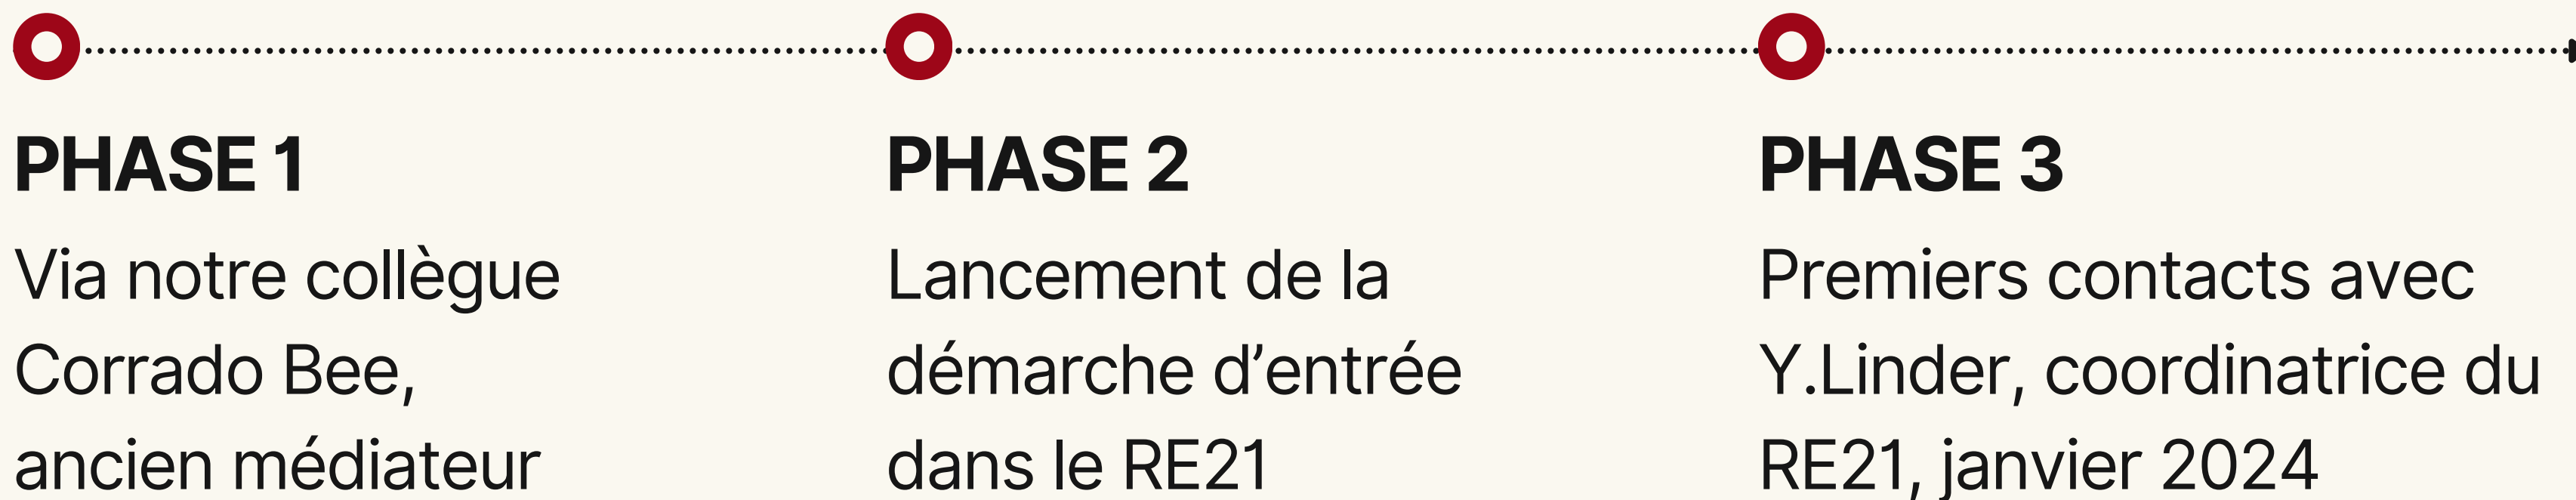 PHASE 1
Via notre collègue
Corrado Bee,
ancien médiateur
PHASE 2
Lancement de la
démarche d’entrée
dans le RE21
PHASE 3
Premiers contacts avec
Y.Linder, coordinatrice du
RE21, janvier 2024